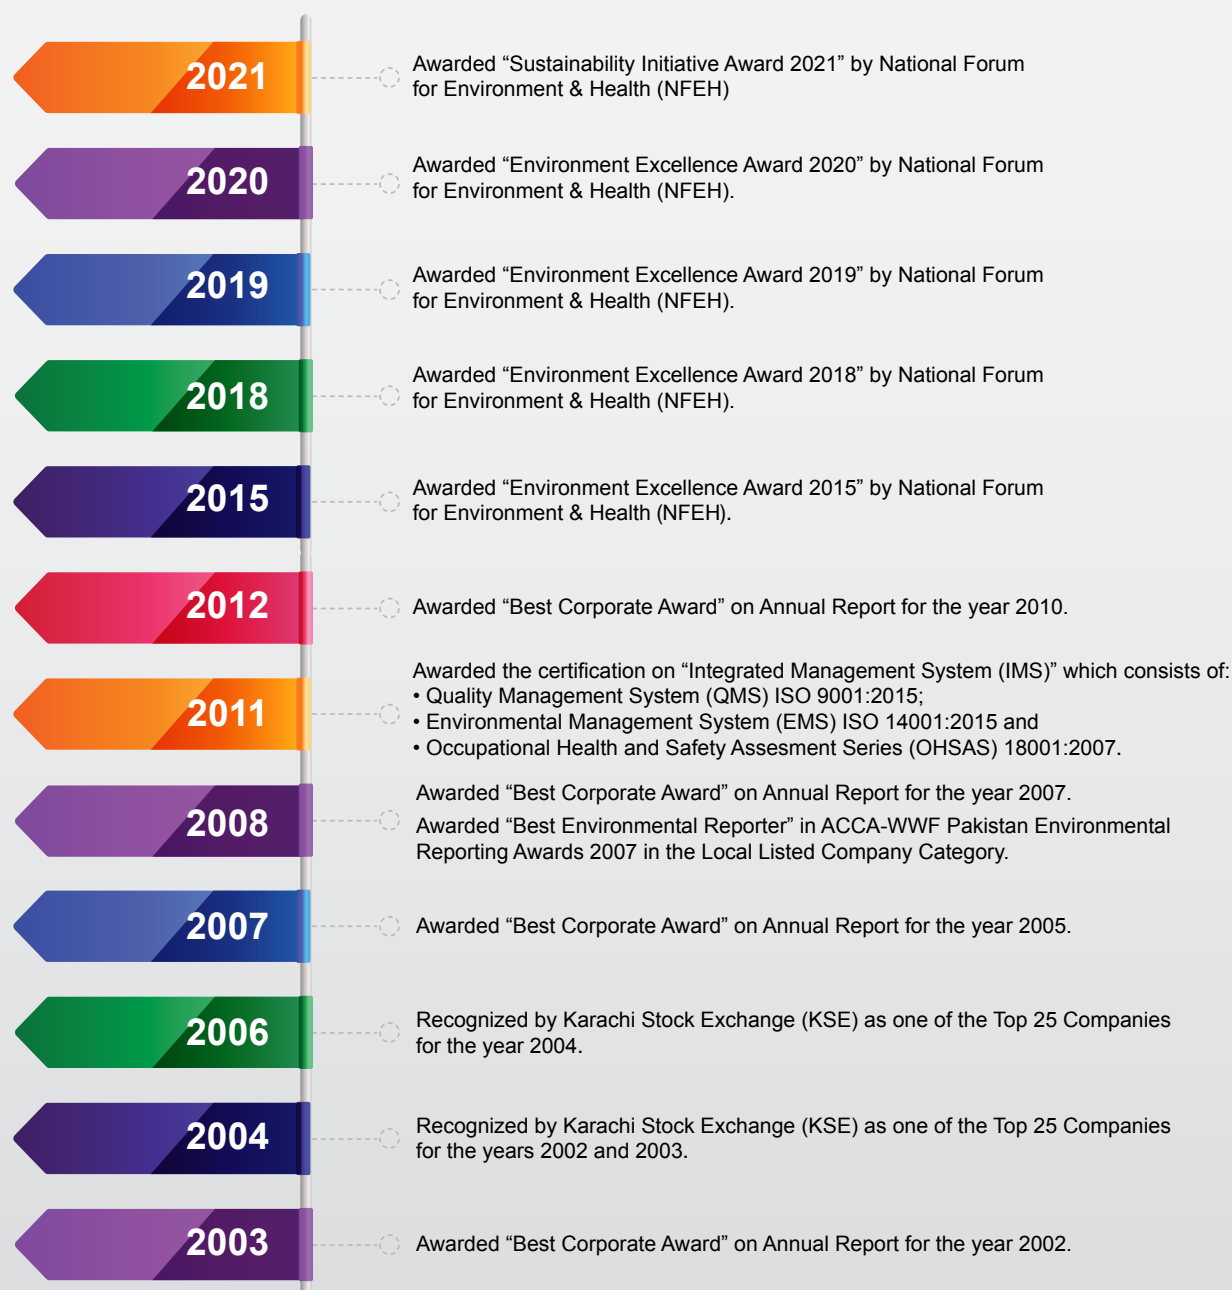 2021
Awarded “Sustainability Initiative Award 2021” by National Forum
for Environment & Health (NFEH)
2020
Awarded “Environment Excellence Award 2020” by National Forum
for Environment & Health (NFEH).
2019
Awarded “Environment Excellence Award 2019” by National Forum
for Environment & Health (NFEH).
2018
Awarded “Environment Excellence Award 2018” by National Forum
for Environment & Health (NFEH).
2015
Awarded “Environment Excellence Award 2015” by National Forum
for Environment & Health (NFEH).
2012
Awarded “Best Corporate Award” on Annual Report for the year 2010.
2011
Awarded the certification on “Integrated Management System (IMS)” which consists of:
• Quality Management System (QMS) ISO 9001:2015;
• Environmental Management System (EMS) ISO 14001:2015 and
• Occupational Health and Safety Assesment Series (OHSAS) 18001:2007.
2008
Awarded “Best Corporate Award” on Annual Report for the year 2007.
Awarded “Best Environmental Reporter” in ACCA-WWF Pakistan Environmental
Reporting Awards 2007 in the Local Listed Company Category.
2007
Awarded “Best Corporate Award” on Annual Report for the year 2005.
2006
Recognized by Karachi Stock Exchange (KSE) as one of the Top 25 Companies
for the year 2004.
2004
Recognized by Karachi Stock Exchange (KSE) as one of the Top 25 Companies
for the years 2002 and 2003.
2003
Awarded “Best Corporate Award” on Annual Report for the year 2002.